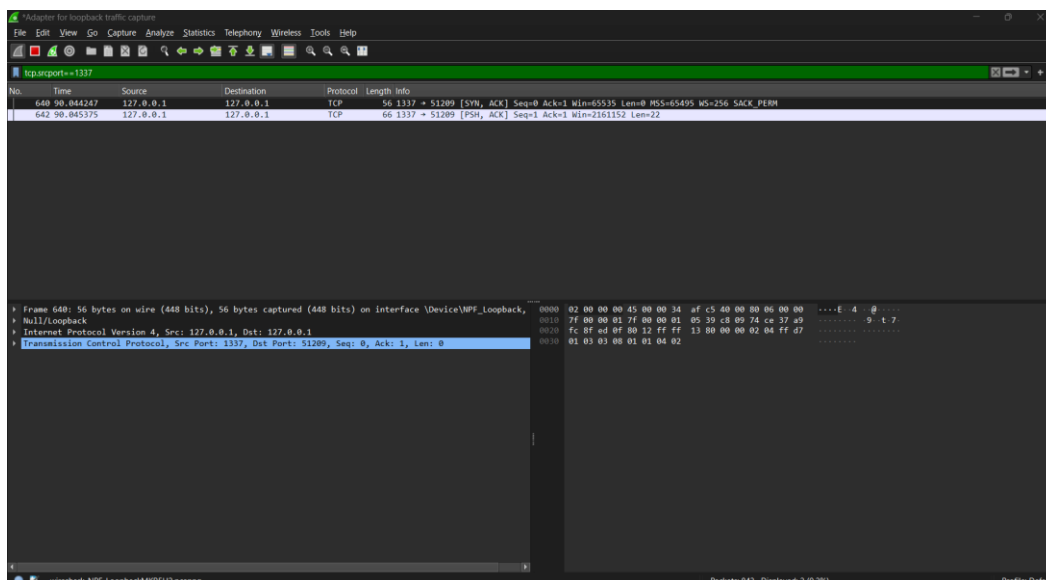 *Adapter for loopback traffic capture
File Edit View Go Capture Analyze Statistics Telephony Wireless Tools Help
tcp.srcport==1337
No. Time Source Destination Protocol Length Info
640 90.044247 127.0.0.1 127.0.0.1 TCP 56 1337 → 51209 [SYN, ACK] Seq=0 Ack=1 Win=65535 Len=0 MSS=65495 WS=256 SACK_PERM
642 90.045375 127.0.0.1 127.0.0.1 TCP 66 1337 → 51209 [PSH, ACK] Seq=1 Ack=1 Win=2161152 Len=22
Frame 640: 56 bytes on wire (448 bits), 56 bytes captured (448 bits) on interface \Device\NPF_Loopback,
Null/Loopback
Internet Protocol Version 4, Src: 127.0.0.1, Dst: 127.0.0.1
Transmission Control Protocol, Src Port: 1337, Dst Port: 51209, Seq: 0, Ack: 1, Len: 0
0000 02 00 00 00 45 00 00 34 af c5 40 00 80 06 00 00 ····E··4 ··@·····
0010 7f 00 00 01 7f 00 00 01 05 39 c8 09 74 ce 37 a9 ········ ·9··t·7·
0020 fc 8f ed 0f 80 12 ff ff 13 80 00 00 02 04 ff d7 ········ ········
0030 01 03 03 08 01 01 04 02 ········